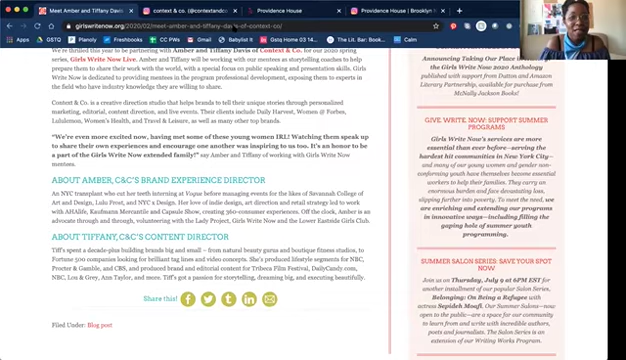 Meet Amber and Tiffany Davis
context & co. (@contextandco
Providence House
Providence House | Brooklyn
girlswritenow.org/2020/02/meet-amber-and-tiffany-davis-of-context-co/
Apps
GSTQ
Planoly
Freshbooks
CC PT
Gmail
Babylist II
The Lit. Bar: Book...
Canva
We're thrilled this year to be partnering with Amber and Tiffany Davis of Context & Co. for our 2020 spring
series, Girls Write Now Live. Amber and Tiffany will be working with our mentees as storytelling coaches to help
prepare them to share their work with the world, with a special focus on public speaking and presentation skills. Girls
Write Now is dedicated to providing mentees in the program professional development, exposing them to experts in
the field who have industry knowledge they are willing to share.
Context & Co. is a creative direction studio that helps brands to tell their unique stories through personalized
marketing, editorial, content direction, and live events. Their clients include Daily Harvest, Women @ Forbes,
Lululemon, Women's Health, and Travel & Leisure, as well as many other top brands.
"We're even more excited now, having met some of these young women IRL! Watching them speak up
to share their own experiences and encourage one another was inspiring to us too. It's an honor to be
a part of the Girls Write Now extended family!" say Amber and Tiffany of working with Girls Write Now
mentees.
ABOUT AMBER, C&C'S BRAND EXPERIENCE DIRECTOR
An NYC transplant who cut her teeth interning at Vogue before managing events for the likes of Savannah College of
Art and Design, Lulu Frost, and NYC x Design. Her love of indie design, art direction and retail strategy led to work
with AHAlife, Kaufmann Mercantile and Capsule Show, creating 360-consumer experiences. Off the clock, Amber is an
advocate through and through, volunteering with the Lady Project, Girls Write Now and the Lower Eastside Girls Club.
ABOUT TIFFANY, C&C'S CONTENT DIRECTOR
Tiff's spent a decade-plus building brands big and small – from natural beauty gurus and boutique fitness studios, to
Fortune 500 companies looking for brilliant tag lines and video concepts. She's produced and written shorts for NBC,
Procter & Gamble, and CBS, and produced brand and editorial content for Tribeca Film Festival, DailyCandy.com,
NBC, Lox & Grey, Ann Taylor, and more. Tiff's got a passion for storytelling, dreaming big, and executing beautifully.
Share this!
Filed Under: Blog post
Announcing Taking Our Place in
the Girls Write Now 2020 Anthology
published with support from Dutton and Amazon
Literary Partnership, available for purchase from
McNally Jackson Books!
GIVE. WRITE. NOW: SUPPORT SUMMER
PROGRAMS
Girls Write Now's services are more
essential than ever before–serving the
hardest hit communities in New York City–
and many of our young women and gender non-
conforming youth have themselves become essential
workers to help their families. They carry an
enormous burden and face devastating loss,
slipping further into poverty. To meet the need, we
are enriching and extending our programs
in innovative ways—including filling the
gaping hole of summer youth
programming.
SUMMER SALON SERIES: SAVE YOUR SPOT
NOW
Join us on Thursday, July 9 at 6PM EST for
another installment of our popular Salon Series,
Belonging: On Being a Refugee with
actress Sepideh Moafi. Our Summer Salons—now
open to the public—are a space for our community
to learn from and write with incredible authors,
poets and journalists. The Salon Series is an
extension of our Writing Works Program.